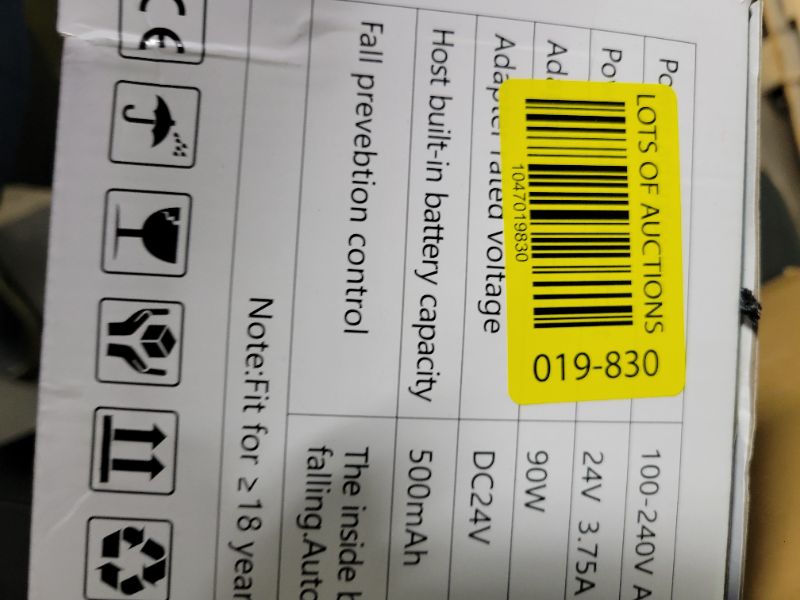 LOTS OF AUCTIONS
1047019830
019-830
100-240V A
24V 3.75A
90W
Adapter rated voltage DC24V
Host built-in battery capacity 500mAh
Fall prevebtion control The inside
falling.Auto
Note:Fit for ≥18 year
CE